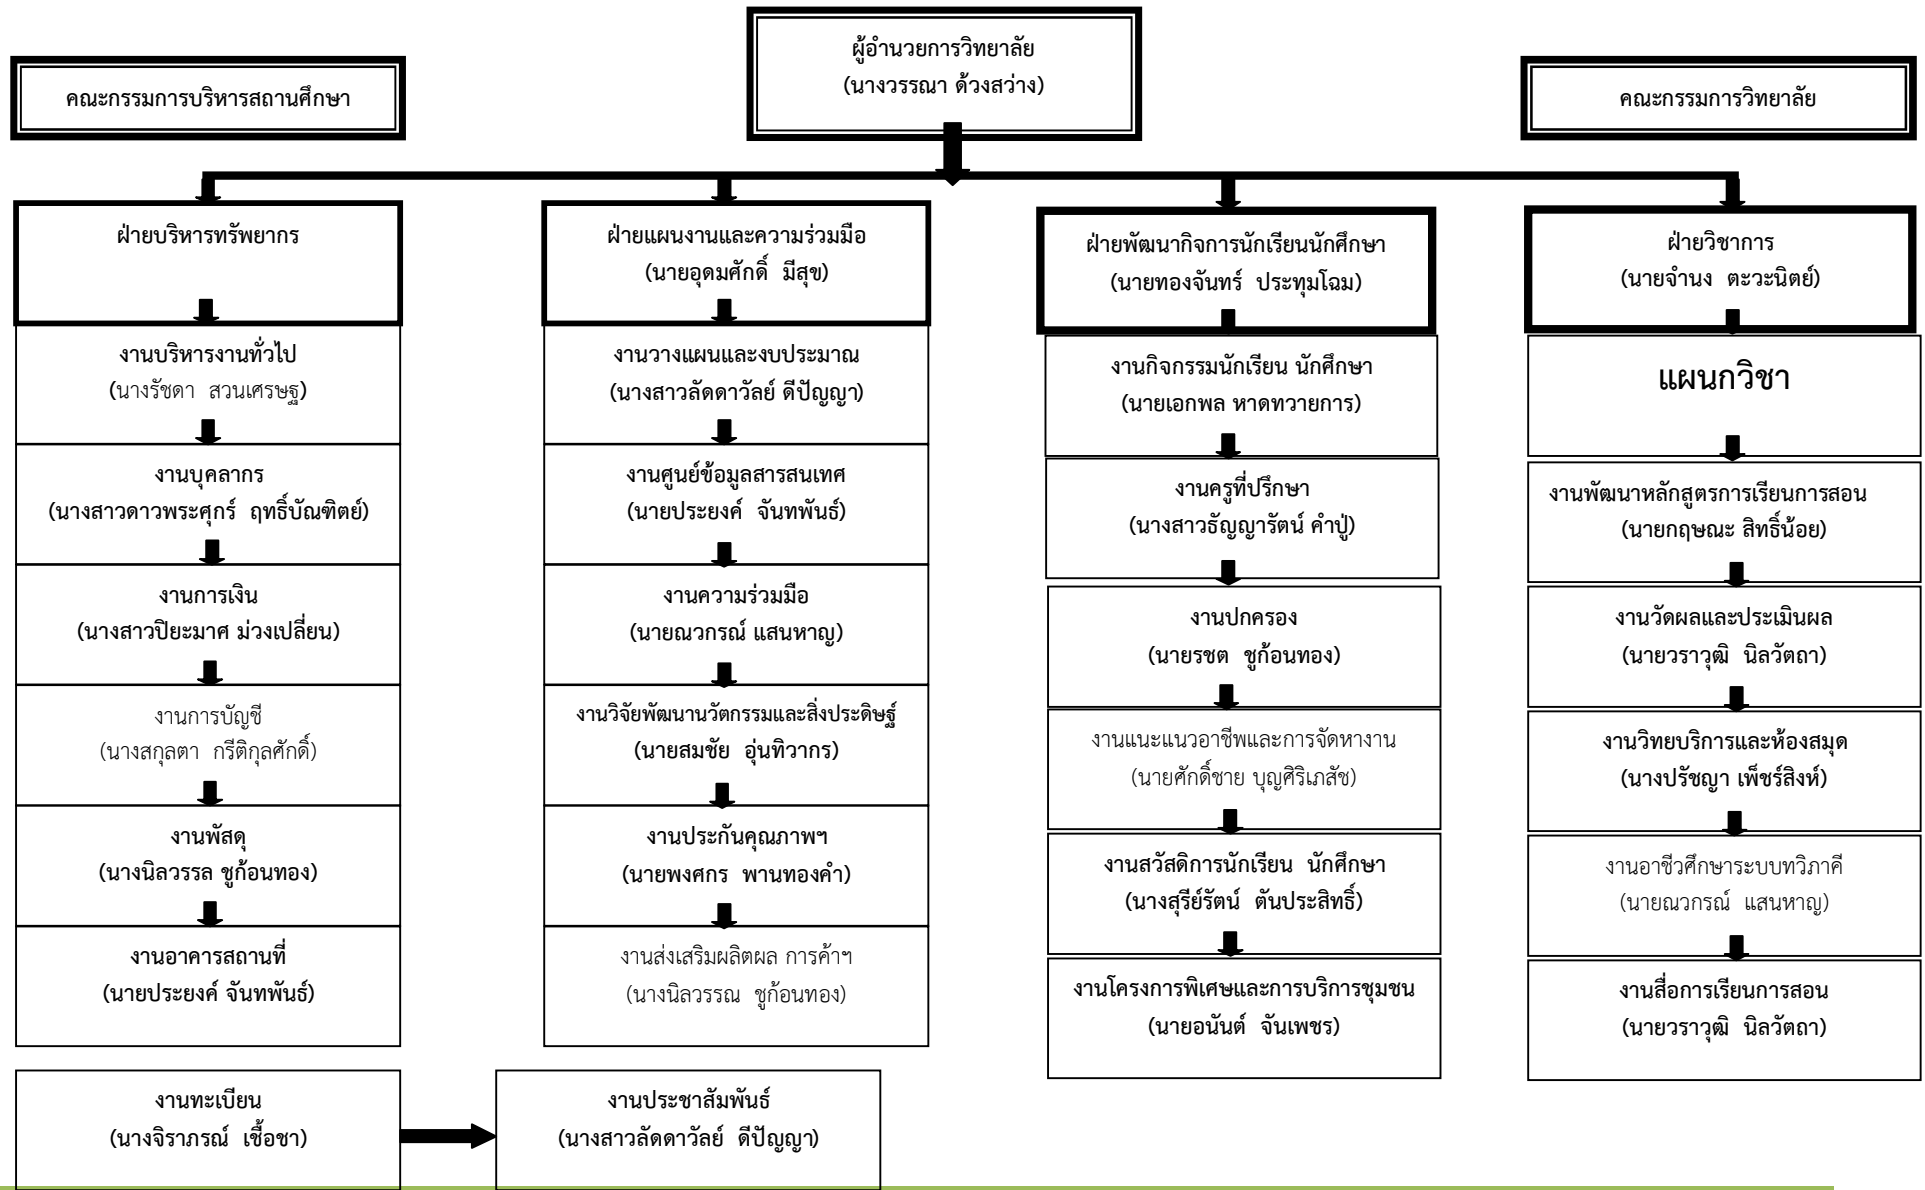 ผู้อำนวยการวิทยาลัย
(นางวรรณา ด้วงสว่าง)
คณะกรรมการบริหารสถานศึกษา
คณะกรรมการวิทยาลัย
ฝ่ายบริหารทรัพยากร
งานบริหารงานทั่วไป
(นางรัชดา สวนเศรษฐ)
งานบุคลากร
(นางสาวดาวพระศุกร์ ฤทธิ์บัณฑิตย์)
งานการเงิน
(นางสาวปิยะมาศ ม่วงเปลี่ยน)
งานการบัญชี
(นางสกุลตา กรีติกุลศักดิ์)
งานพัสดุ
(นางนิลวรรล ชูก้อนทอง)
งานอาคารสถานที่
(นายประยงค์ จันทพันธ์)
งานทะเบียน
(นางจิราภรณ์ เชื้อชา)
ฝ่ายแผนงานและความร่วมมือ
(นายอุดมศักดิ์ มีสุข)
งานวางแผนและงบประมาณ
(นางสาวลัดดาวัลย์ ดีปัญญา)
งานศูนย์ข้อมูลสารสนเทศ
(นายประยงค์ จันทพันธ์)
งานความร่วมมือ
(นายณวกรณ์ แสนหาญ)
งานวิจัยพัฒนานวัตกรรมและสิ่งประดิษฐ์
(นายสมชัย อุ่นทิวากร)
งานประกันคุณภาพฯ
(นายพงศกร พานทองคำ)
งานส่งเสริมผลิตผล การค้าฯ
(นางนิลวรรณ ชูก้อนทอง)
งานประชาสัมพันธ์
(นางสาวลัดดาวัลย์ ดีปัญญา)
ฝ่ายพัฒนากิจการนักเรียนนักศึกษา
(นายทองจันทร์ ประทุมโฉม)
งานกิจกรรมนักเรียน นักศึกษา
(นายเอกพล หาดทวายการ)
งานครูที่ปรึกษา
(นางสาวธัญญารัตน์ คำปู่)
งานปกครอง
(นายรชต ชูก้อนทอง)
งานแนะแนวอาชีพและการจัดหางาน
(นายศักดิ์ชาย บุญศิริเภสัช)
งานสวัสดิการนักเรียน นักศึกษา
(นางสุรีย์รัตน์ ตันประสิทธิ์)
งานโครงการพิเศษและการบริการชุมชน
(นายอนันต์ จันเพชร)
ฝ่ายวิชาการ
(นายจำนง ตะวะนิตย์)
แผนกวิชา
งานพัฒนาหลักสูตรการเรียนการสอน
(นายกฤษณะ สิทธิ์น้อย)
งานวัดผลและประเมินผล
(นายวราวุฒิ นิลวัตถา)
งานวิทยบริการและห้องสมุด
(นางปรัชญา เพ็ชร์สิงห์)
งานอาชีวศึกษาระบบทวิภาคี
(นายณวกรณ์ แสนหาญ)
งานสื่อการเรียนการสอน
(นายวราวุฒิ นิลวัตถา)